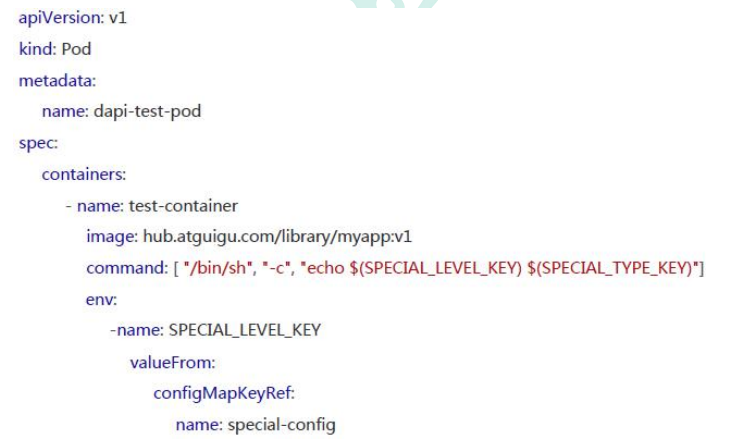 apiVersion: v1
kind: Pod
metadata:
name: dapi-test-pod
spec:
containers:
- name: test-container
image: hub.atguigu.com/library/myapp:v1
command: [ "/bin/sh", "-c", "echo $(SPECIAL_LEVEL_KEY) $(SPECIAL_TYPE_KEY)"]
env:
-name: SPECIAL_LEVEL_KEY
valueFrom:
configMapKeyRef:
name: special-config